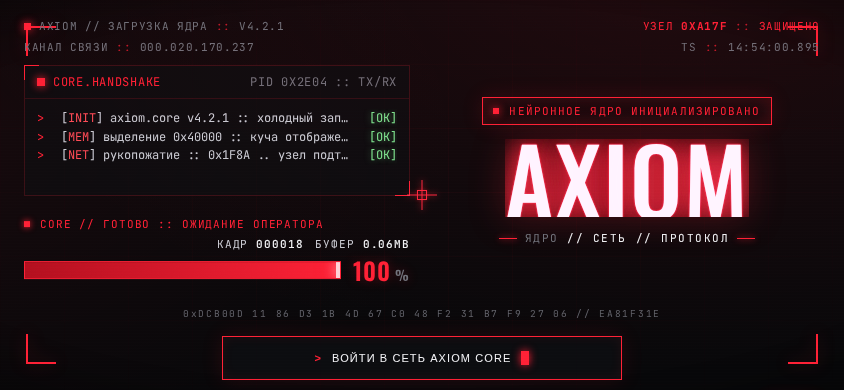 AXIOM // ЗАГРУЗКА ЯДРА :: V4.2.1
КАНАЛ СВЯЗИ :: 000.020.170.237
УЗЕЛ 0XA17F :: ЗАЩИЩЕНО
TS :: 14:54:00.895
CORE.HANDSHAKE PID 0X2E04 :: TX/RX
> [INIT] axiom.core v4.2.1 :: холодный зап… [OK]
> [MEM] выделение 0x40000 :: куча отображе… [OK]
> [NET] рукопожатие :: 0x1F8A .. узел подт… [OK]
CORE // ГОТОВО :: ОЖИДАНИЕ ОПЕРАТОРА
КАДР 000018 БУФЕР 0.06MB
100 %
НЕЙРОННОЕ ЯДРО ИНИЦИАЛИЗИРОВАНО
AXIOM
ЯДРО // СЕТЬ // ПРОТОКОЛ
0xDCB00D 11 86 D3 1B 4D 67 C0 48 F2 31 B7 F9 27 06 // EA81F31E
> ВОЙТИ В СЕТЬ AXIOM CORE